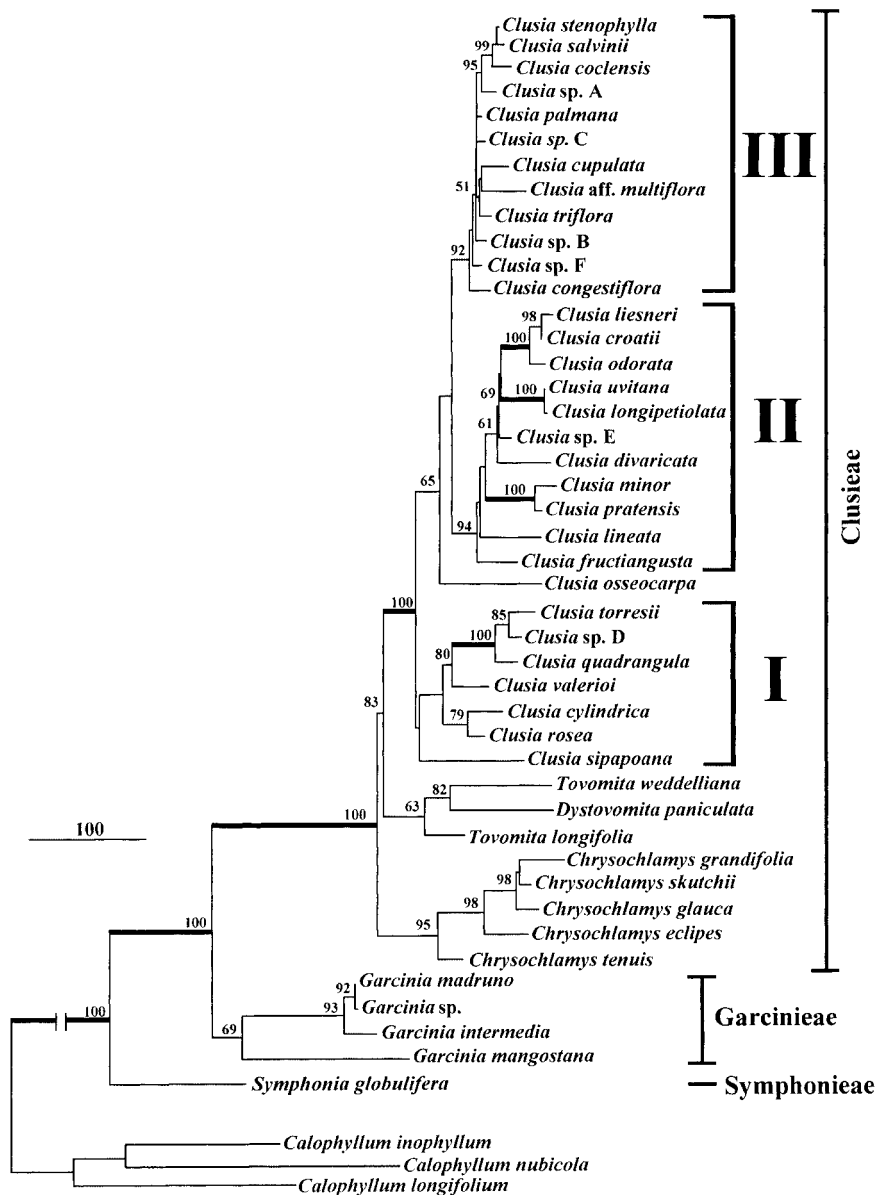 Clusia stenophylla
99
Clusia salvinii
95
Clusia coclensis
Clusia sp. A
Clusia palmana
Clusia sp. C
III
Clusia cupulata
51
Clusia aff. multiflora
Clusia triflora
Clusia sp. B
92
Clusia sp. F
Clusia congestiflora
98
Clusia liesneri
100
Clusia croatii
Clusia odorata
69
100
Clusia uvitana
Clusia longipetiolata
II
61
Clusia sp. E
Clusia divaricata
65
100
Clusia minor
Clusia pratensis
94
Clusia lineata
Clusia fructiangusta
Clusia osseocarpa
Clusieae
100
85
Clusia torresii
100
Clusia sp. D
80
Clusia quadrangula
Clusia valerioi
I
83
79
Clusia cylindrica
Clusia rosea
Clusia sipapoana
82
Tovomita weddelliana
63
Dystovomita paniculata
100
100
Tovomita longifolia
98
Chrysochlamys grandifolia
98
Chrysochlamys skutchii
95
Chrysochlamys glauca
100
Chrysochlamys eclipes
Chrysochlamys tenuis
92
Garcinia madruno
93
Garcinia sp.
100
69
Garcinia intermedia
Garcinieae
Garcinia mangostana
Symphonia globulifera
Symphonieae
Calophyllum inophyllum
Calophyllum nubicola
Calophyllum longifolium